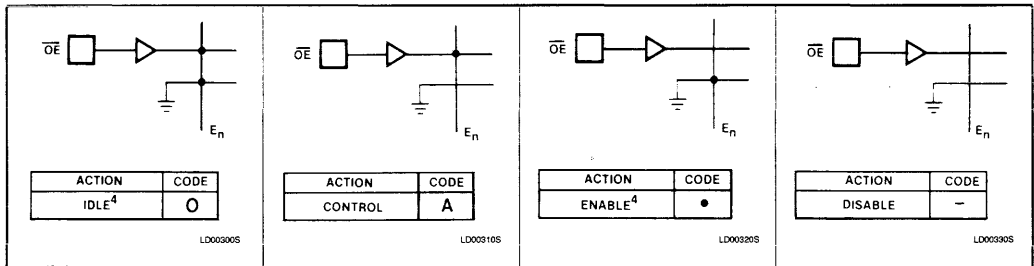 OE
En
ACTION CODE
IDLE4 O
LD00300S
OE
En
ACTION CODE
CONTROL A
LD00310S
OE
En
ACTION CODE
ENABLE4 •
LD00320S
OE
En
ACTION CODE
DISABLE –
LD00330S